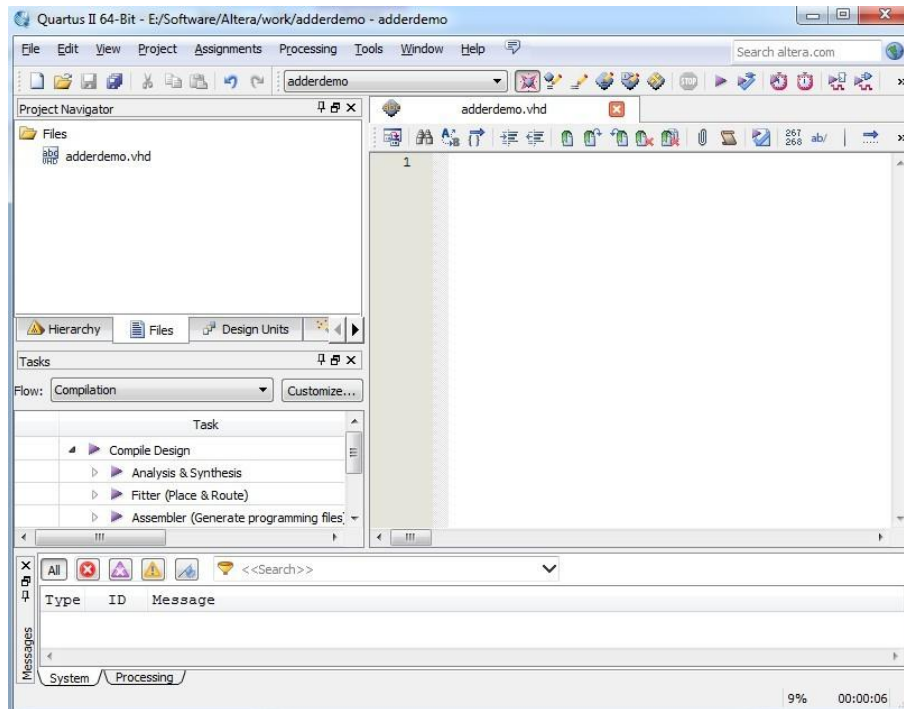 Quartus II 64-Bit - E:/Software/Altera/work/adderdemo - adderdemo
File Edit View Project Assignments Processing Tools Window Help
Search altera.com
adderdemo
Project Navigator
adderdemo.vhd
Files
adderdemo.vhd
267
268
ab/
1
Hierarchy Files Design Units
Tasks
Flow: Compilation Customize...
Task
Compile Design
Analysis & Synthesis
Fitter (Place & Route)
Assembler (Generate programming files)
All <<Search>>
Type ID Message
Messages
System Processing
9% 00:00:06